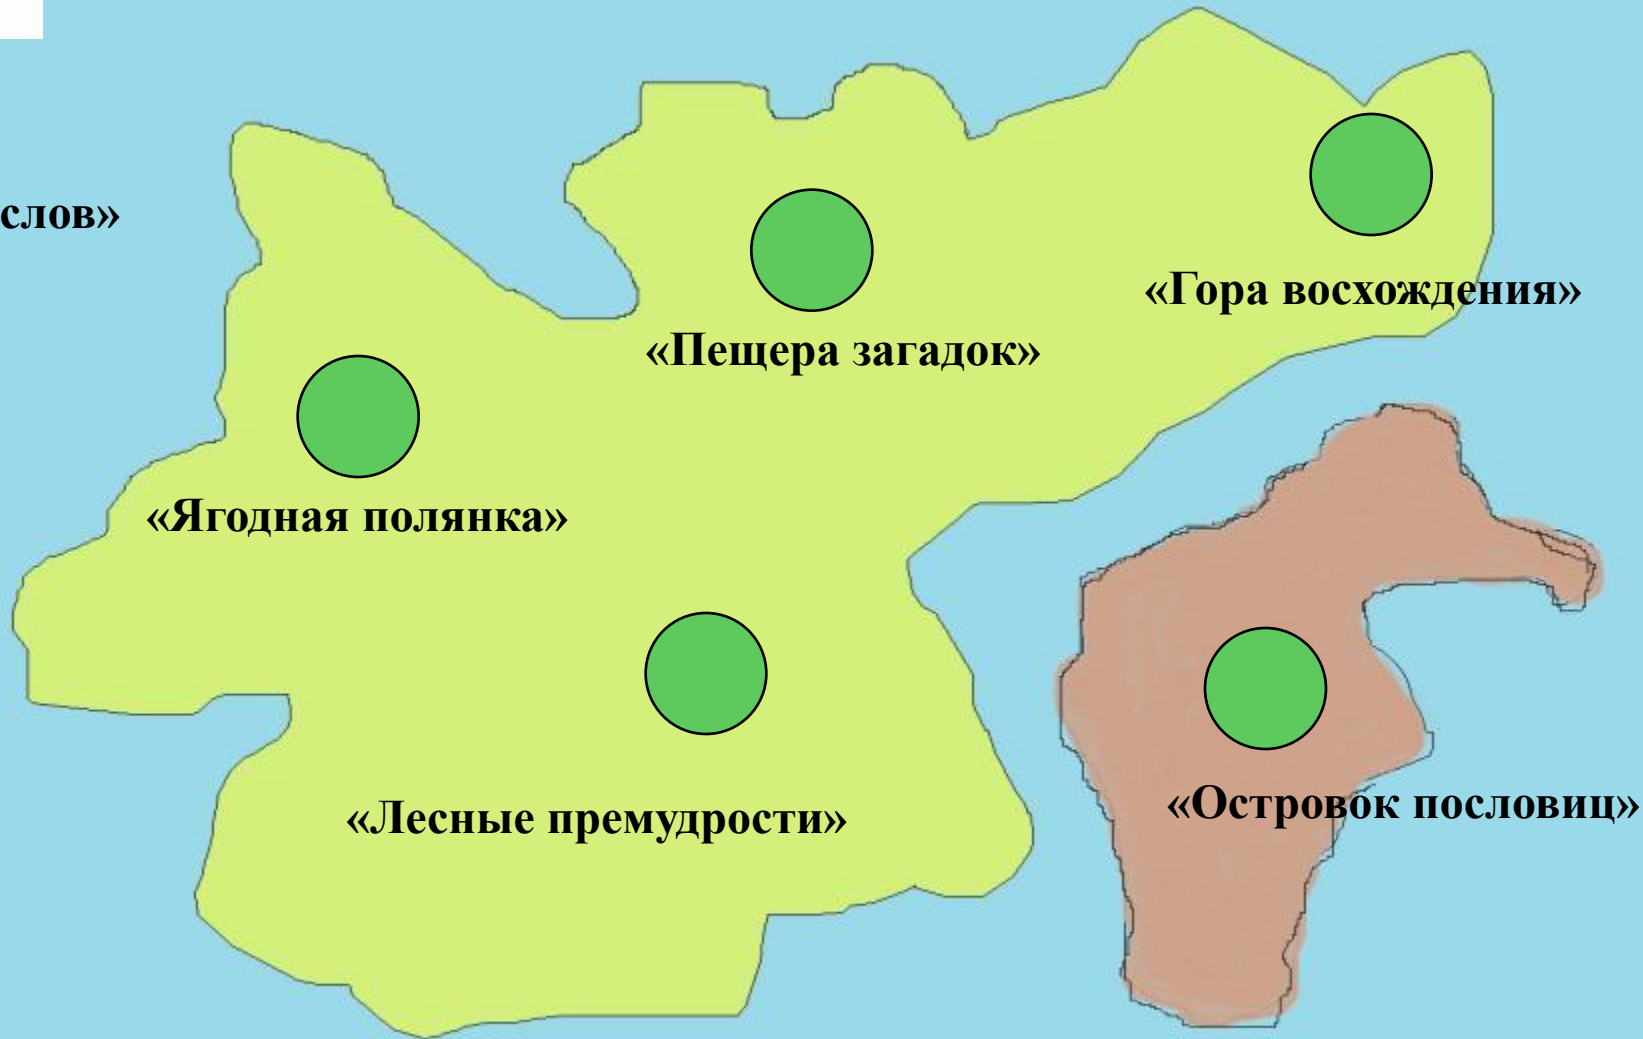 слов»
«Гора восхождения»
«Пещера загадок»
«Ягодная полянка»
«Островок пословиц»
«Лесные премудрости»